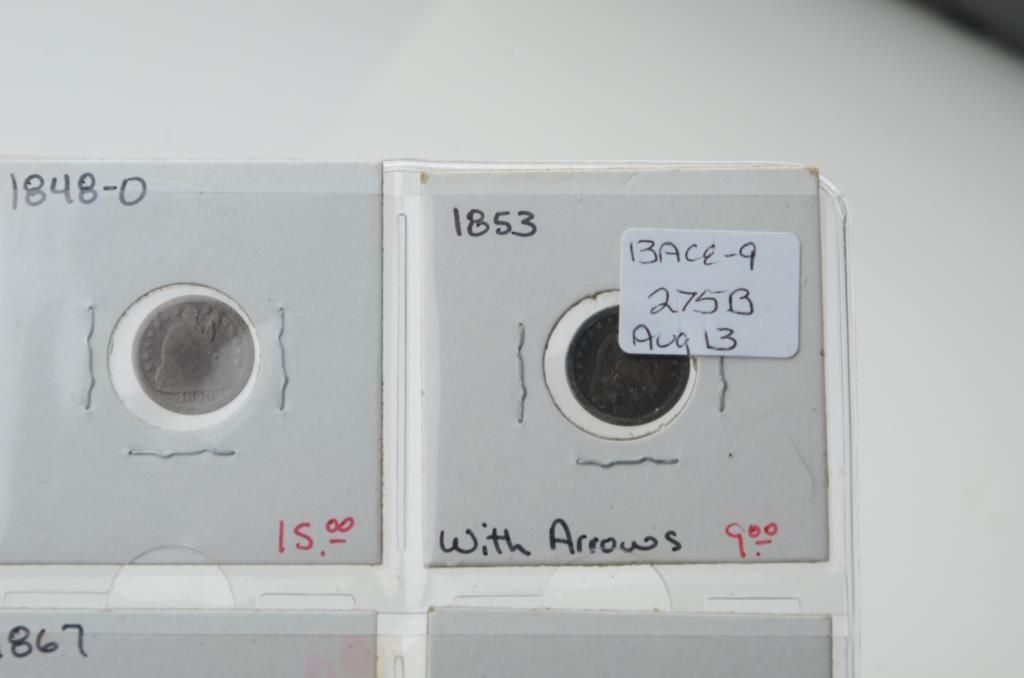 1848-O
15.00
1853
13ACE-9
275B
Aug 13
With Arrows 9.00
1867